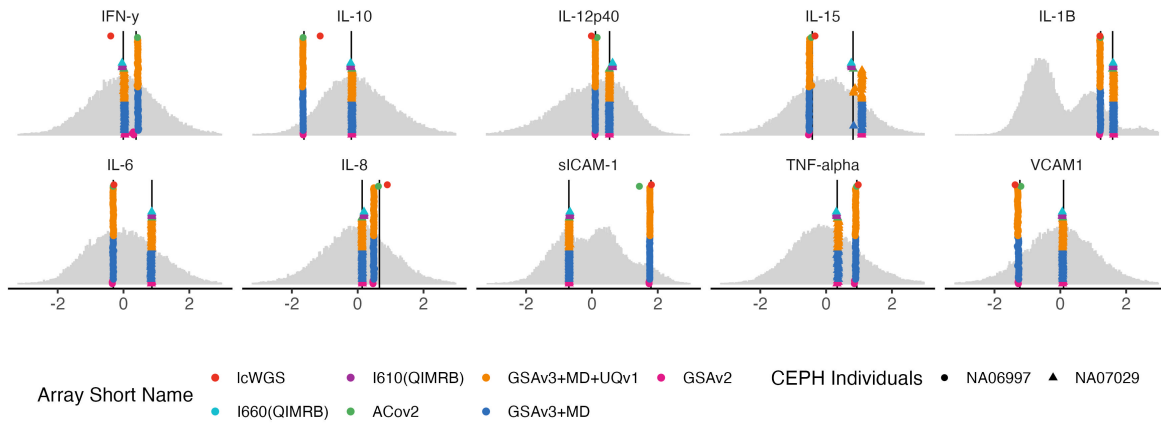 IFN-y IL-10 IL-12p40 IL-15 IL-1B
IL-6 IL-8 sICAM-1 TNF-alpha VCAM1
-2 0 2 -2 0 2 -2 0 2 -2 0 2 -2 0 2
Array Short Name lcWGS I610(QIMRB) GSAv3+MD+UQv1 GSAv2 CEPH Individuals NA06997 NA07029
I660(QIMRB) ACov2 GSAv3+MD